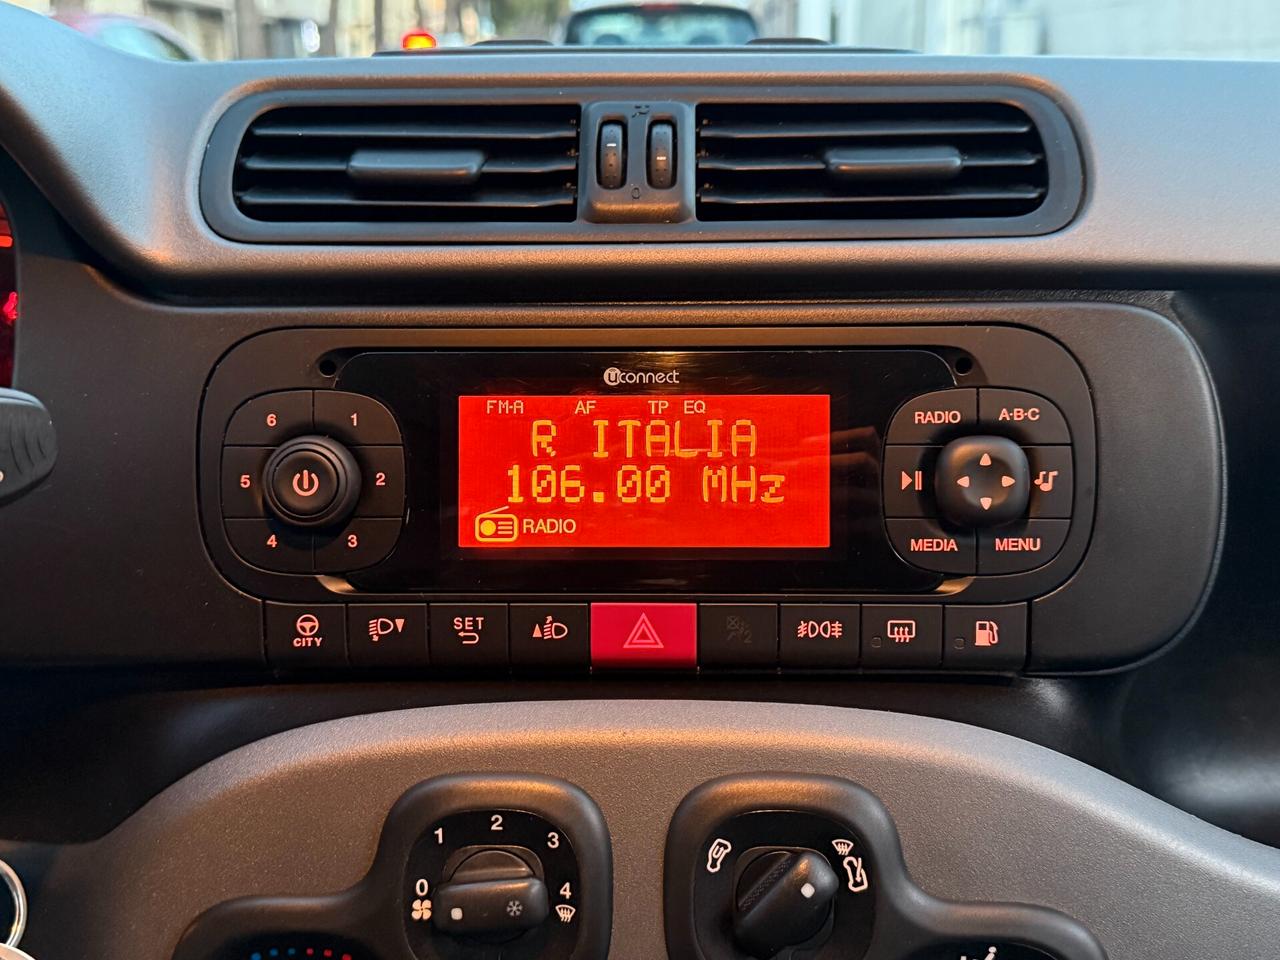 uconnect
FM-A AF TP EQ
R ITALIA
106.00 MHz
RADIO
6 1
5 2
4 3
RADIO A·B·C
MEDIA MENU
CITY
SET
2
0 1 2 3 4